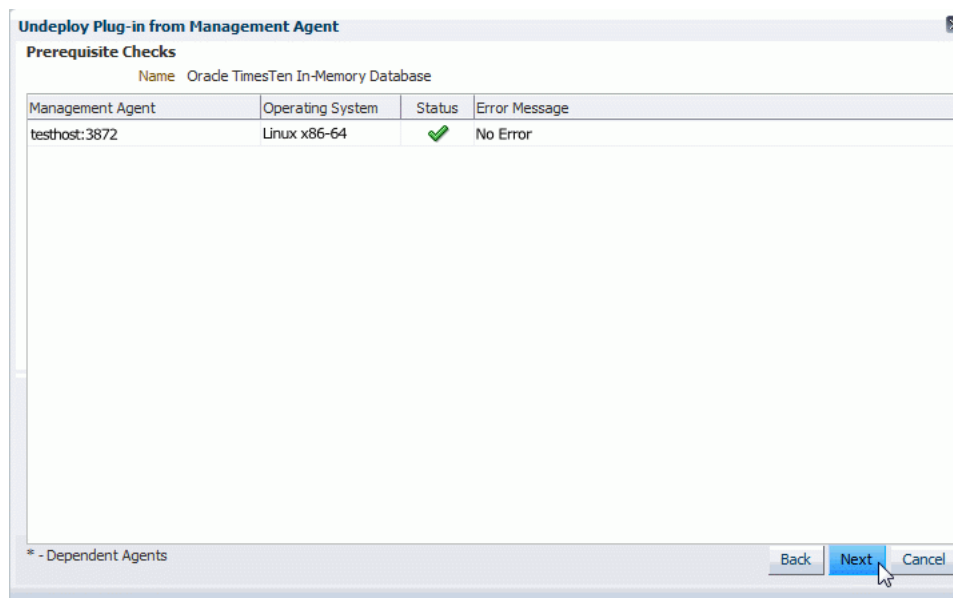 Undeploy Plug-in from Management Agent
Prerequisite Checks
Name Oracle TimesTen In-Memory Database
Management Agent Operating System Status Error Message
testhost:3872 Linux x86-64 No Error
* - Dependent Agents
Back Next Cancel